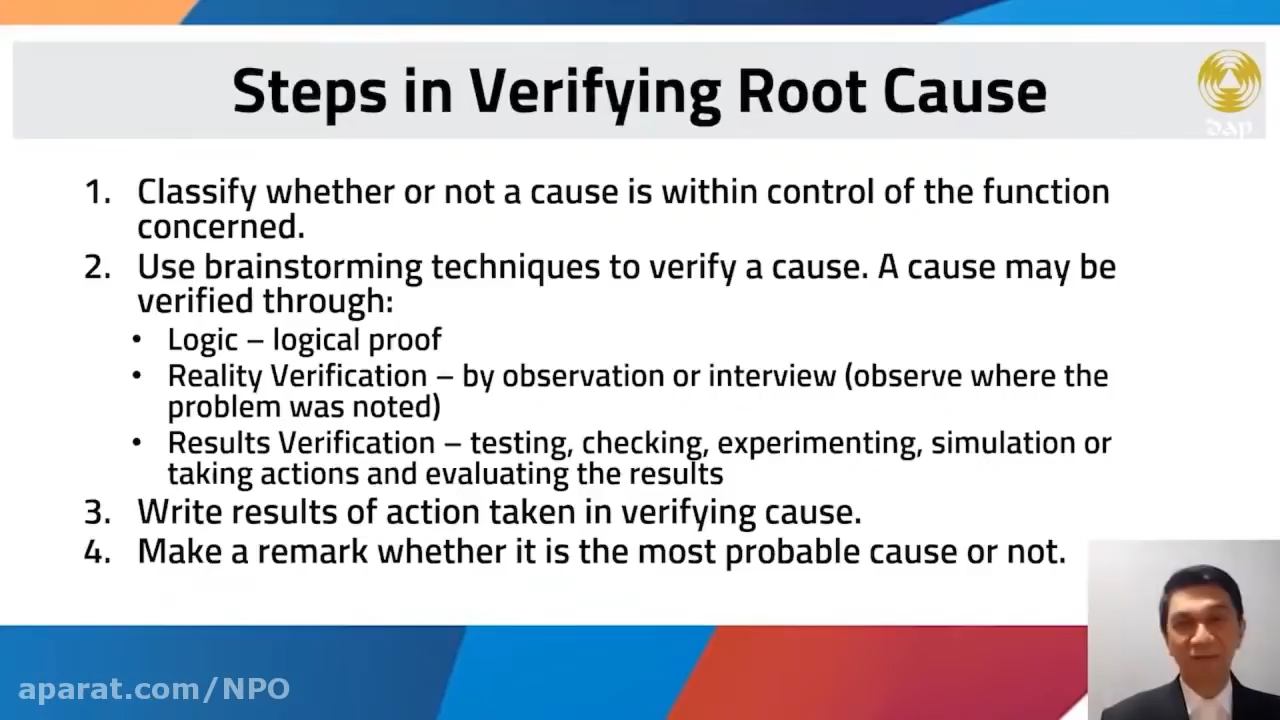 Steps in Verifying Root Cause
dap
1. Classify whether or not a cause is within control of the function
concerned.
2. Use brainstorming techniques to verify a cause. A cause may be
verified through:
• Logic – logical proof
• Reality Verification – by observation or interview (observe where the
problem was noted)
• Results Verification – testing, checking, experimenting, simulation or
taking actions and evaluating the results
3. Write results of action taken in verifying cause.
4. Make a remark whether it is the most probable cause or not.
aparat.com/NPO